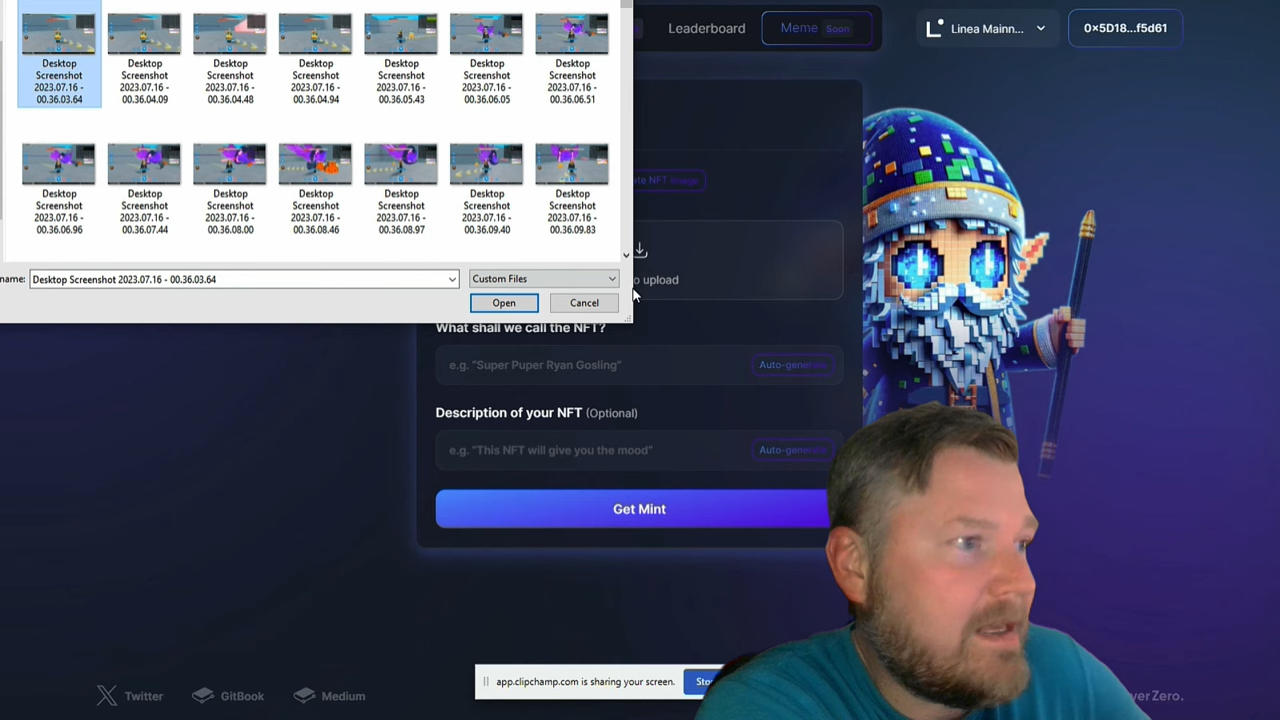 Leaderboard
Meme Soon
Linea Mainn...
0×5D18...f5d61
Desktop Screenshot 2023.07.16 - 00.36.03.64
Desktop Screenshot 2023.07.16 - 00.36.04.09
Desktop Screenshot 2023.07.16 - 00.36.04.48
Desktop Screenshot 2023.07.16 - 00.36.04.94
Desktop Screenshot 2023.07.16 - 00.36.05.43
Desktop Screenshot 2023.07.16 - 00.36.06.05
Desktop Screenshot 2023.07.16 - 00.36.06.51
Desktop Screenshot 2023.07.16 - 00.36.06.96
Desktop Screenshot 2023.07.16 - 00.36.07.44
Desktop Screenshot 2023.07.16 - 00.36.08.00
Desktop Screenshot 2023.07.16 - 00.36.08.46
Desktop Screenshot 2023.07.16 - 00.36.08.97
Desktop Screenshot 2023.07.16 - 00.36.09.40
Desktop Screenshot 2023.07.16 - 00.36.09.83
NFT image
name: Desktop Screenshot 2023.07.16 - 00.36.03.64
Custom Files
Open
Cancel
to upload
What shall we call the NFT?
e.g. “Super Puper Ryan Gosling”
Auto-generate
Description of your NFT (Optional)
e.g. “This NFT will give you the mood”
Auto-generate
Get Mint
app.clipchamp.com is sharing your screen.
Twitter
GitBook
Medium
Zero.